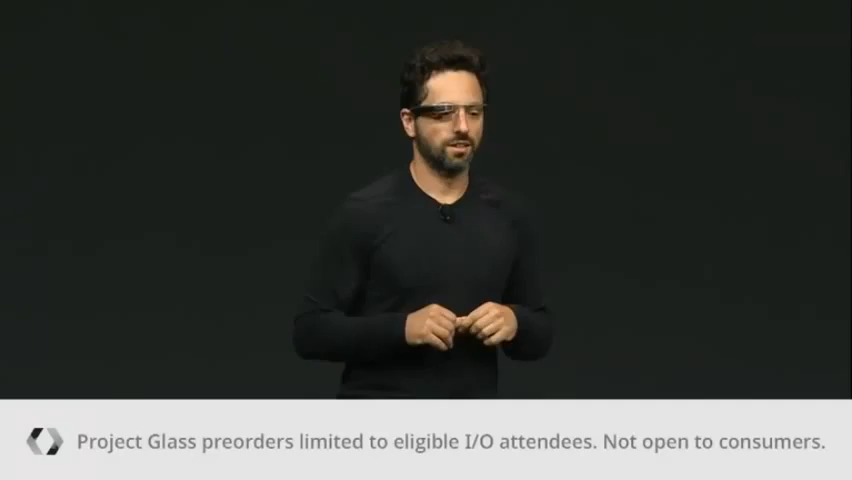 Project Glass preorders limited to eligible I/O attendees. Not open to consumers.